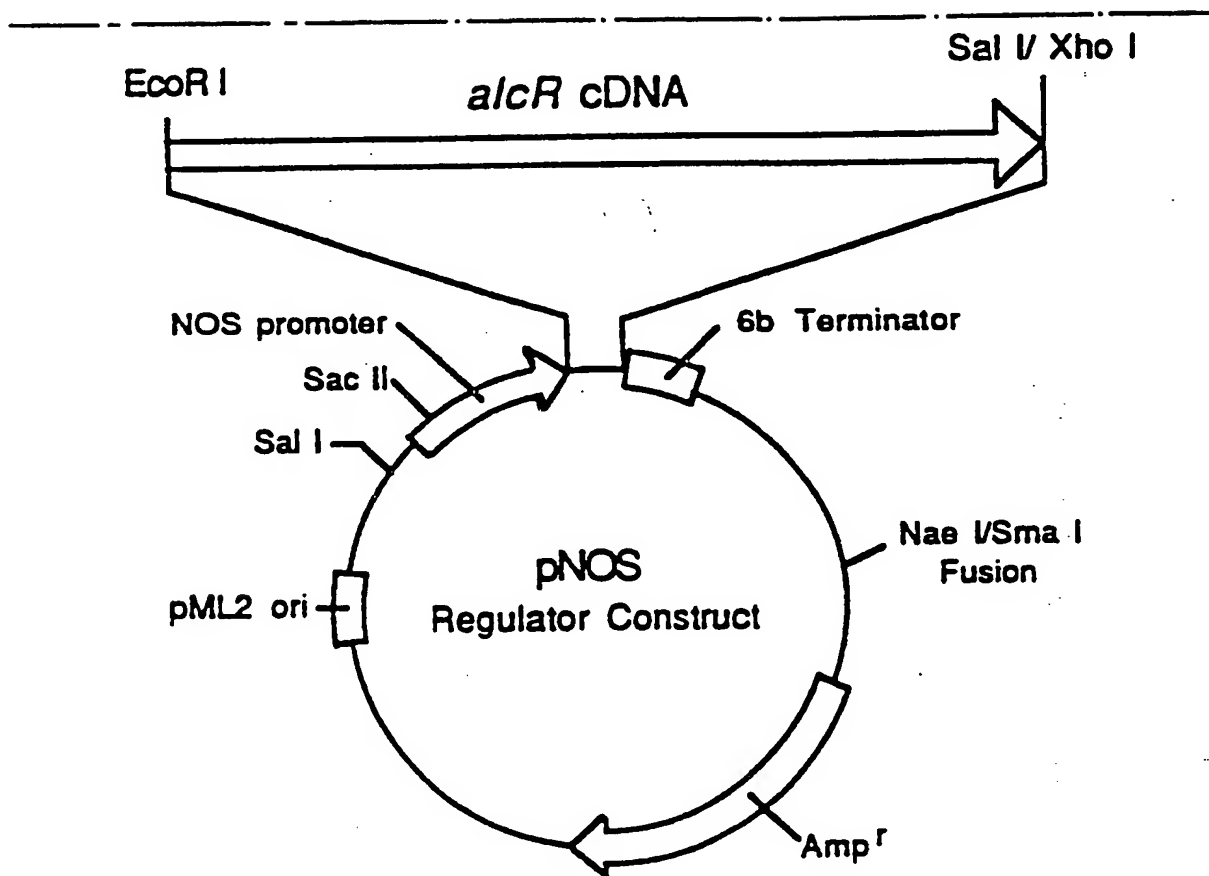 Sal I/ Xho I
EcoR I
alcR cDNA
NOS promoter
6b Terminator
Sac II
Sal I
Nae I/Sma I
Fusion
pNOS
Regulator Construct
pML2 ori
Amp r